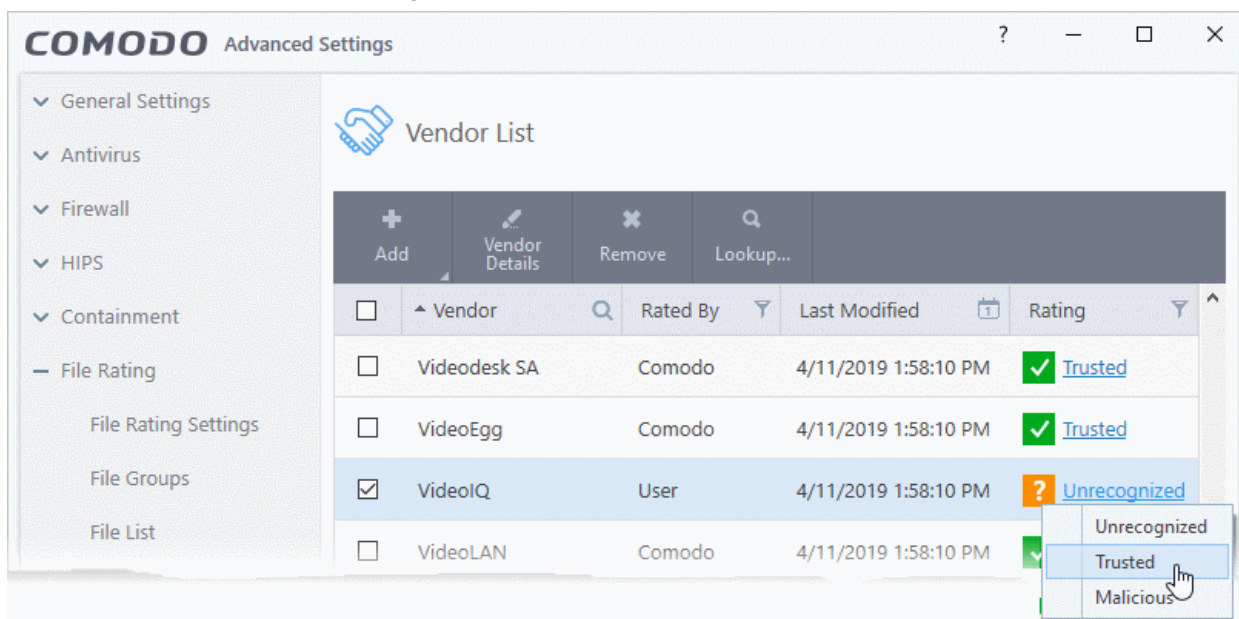 COMODO Advanced Settings
?
General Settings
Antivirus
Firewall
HIPS
Containment
File Rating
File Rating Settings
File Groups
File List
Vendor List
Add
Vendor Details
Remove
Lookup...
Vendor Rated By Last Modified 1 Rating
Videodesk SA Comodo 4/11/2019 1:58:10 PM Trusted
VideoEgg Comodo 4/11/2019 1:58:10 PM Trusted
VideoIQ User 4/11/2019 1:58:10 PM ? Unrecognized
VideoLAN Comodo 4/11/2019 1:58:10 PM
Unrecognized
Trusted
Malicious